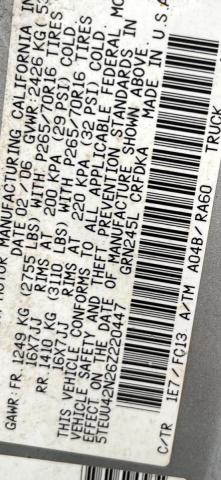 MOTOR MANUFACTURING CALIFORNIA IN
DATE 02/06 GVWR: 2426 KG(53
GAWR: FR. 1249 KG (2755 LBS) WITH P265/70R16 TIRES
16X7JJ RIMS AT 200 KPA (29 PSI) COLD.
RR. 1410 KG (3110 LBS) WITH P265/70R16 TIRES
16X7JJ RIMS AT 220 KPA (32 PSI) COLD.
THIS VEHICLE CONFORMS TO ALL APPLICABLE FEDERAL MO
VEHICLE SAFETY AND THEFT PREVENTION STANDARDS IN
EFFECT ON THE DATE OF MANUFACTURE SHOWN ABOVE.
5TEUU42N26Z220447 GRN245L CREDKA MADE IN U.S.A
TRUCK
C/TR 1E7/FC13 A/TM A04B/RA60